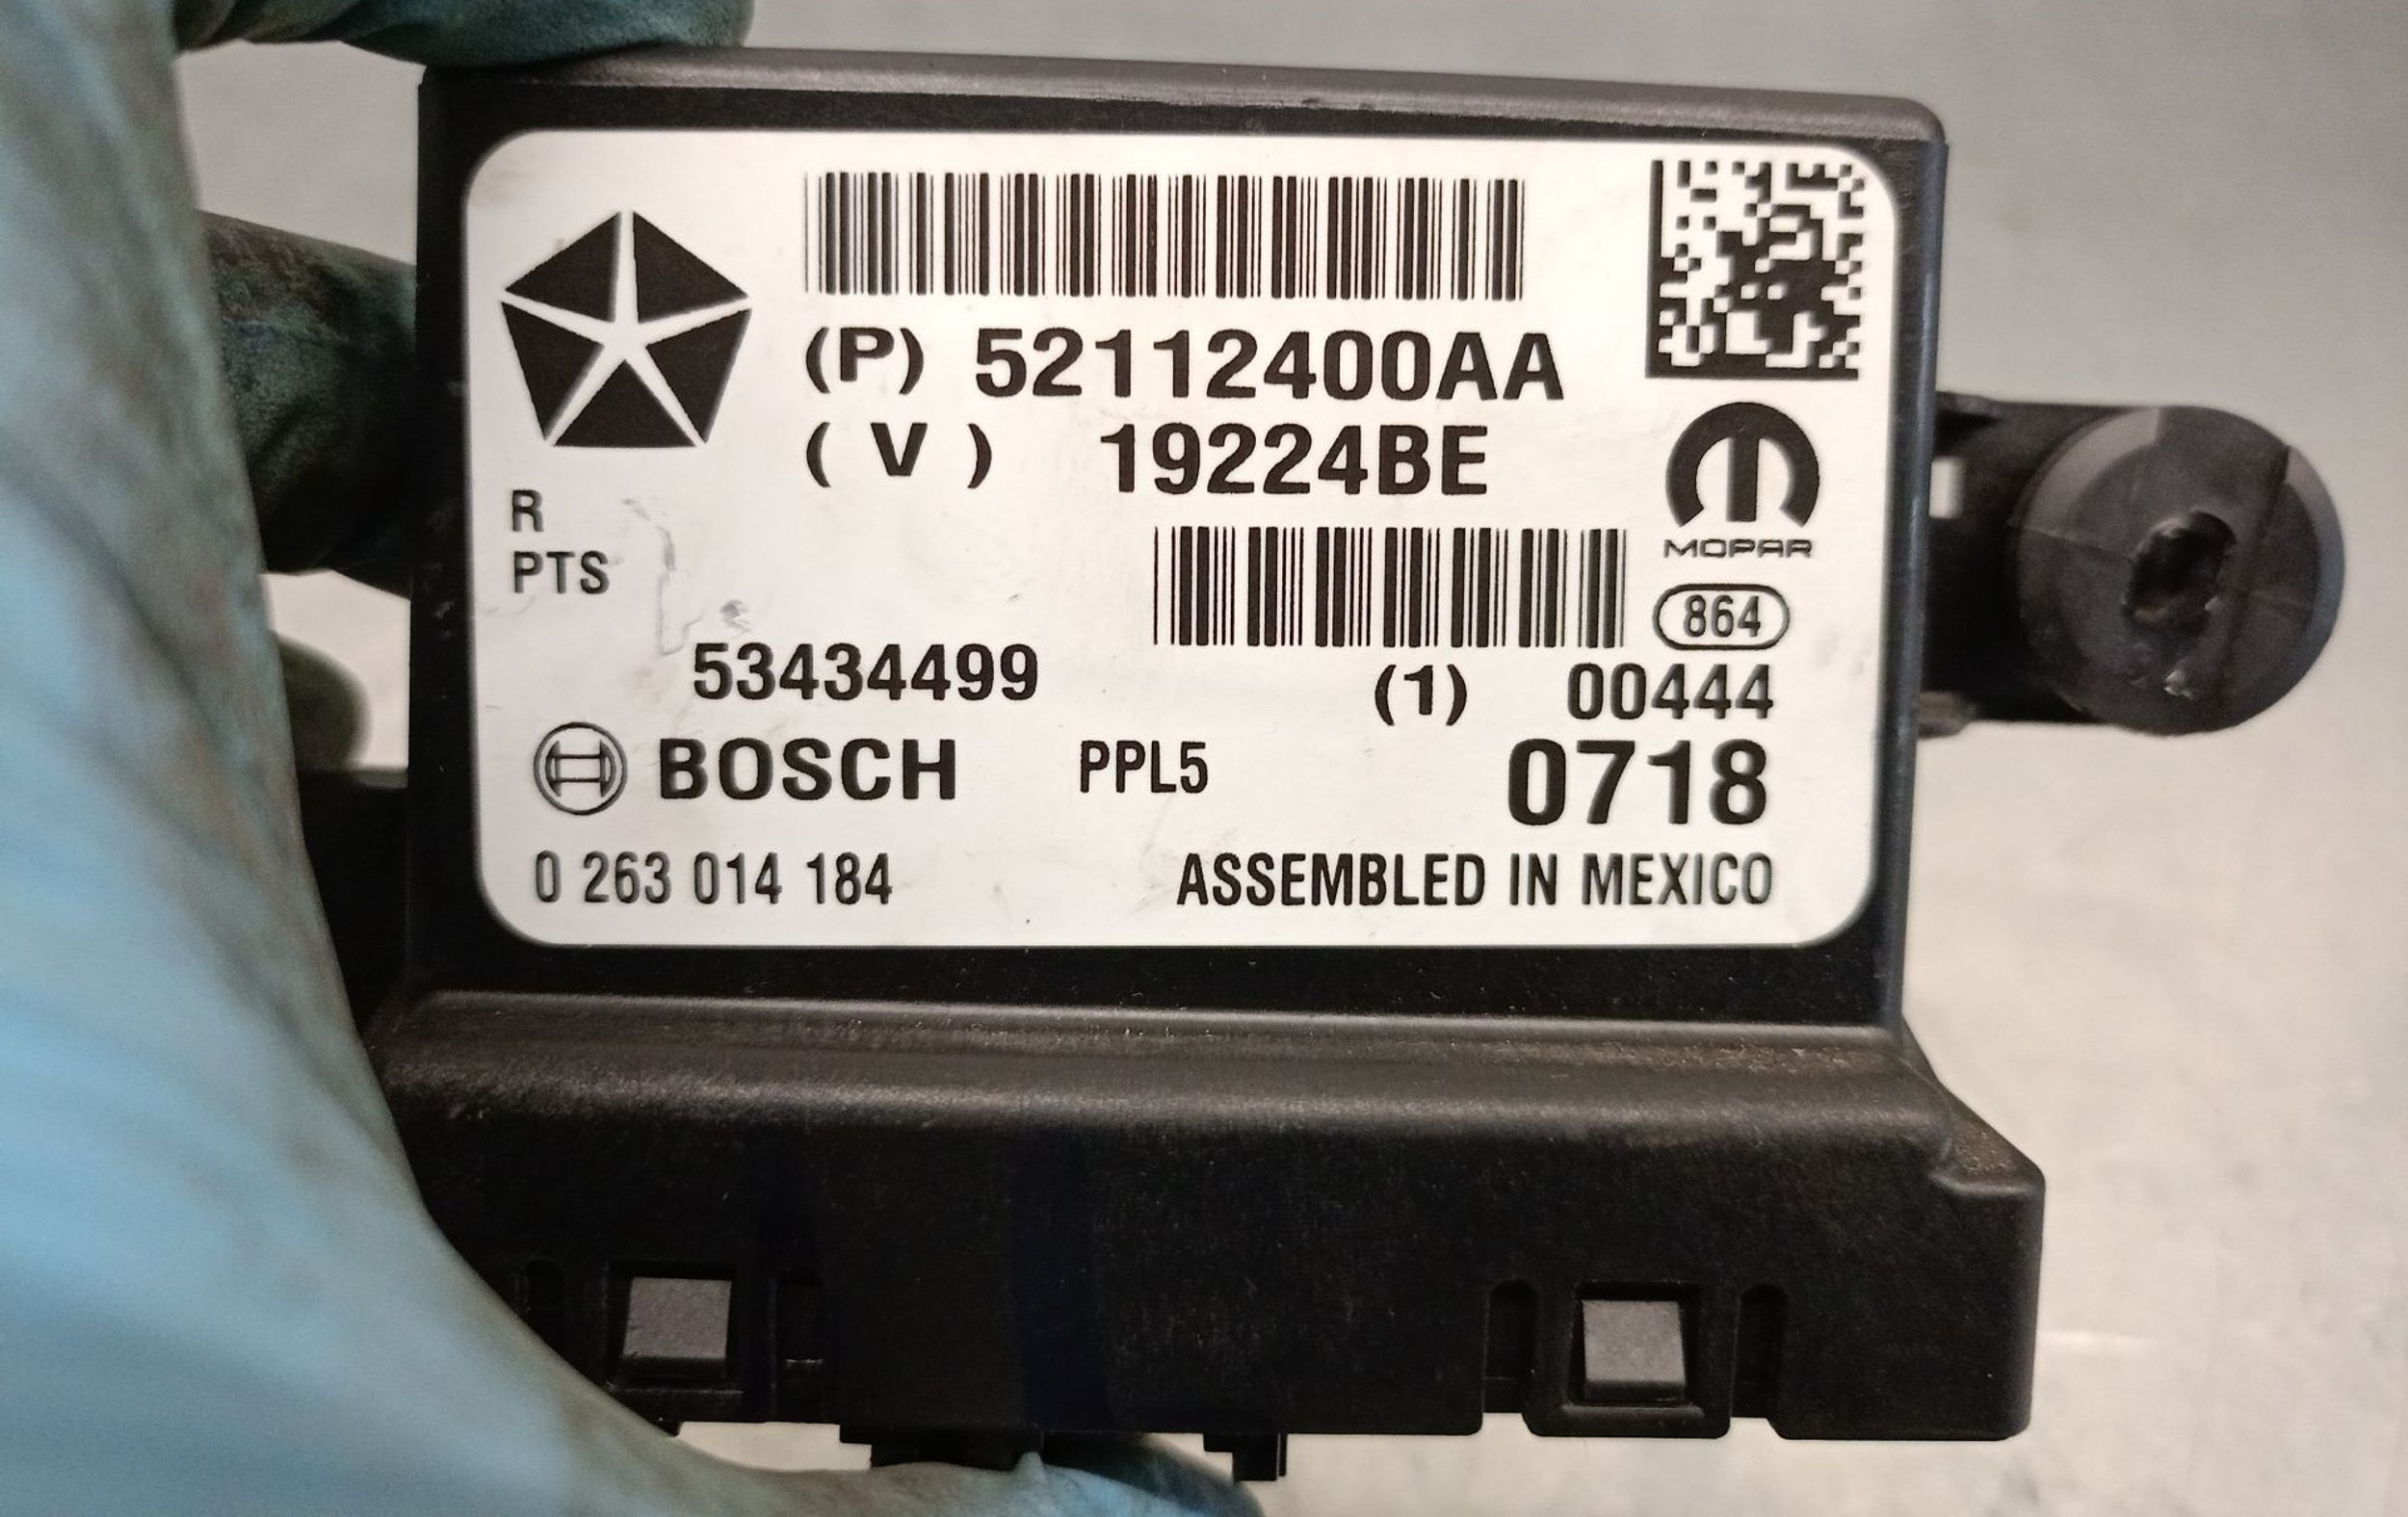 (P) 52112400AA
(V) 19224BE
MOPAR
R
PTS
864
53434499
(1) 00444
BOSCH PPL5 0718
0 263 014 184 ASSEMBLED IN MEXICO